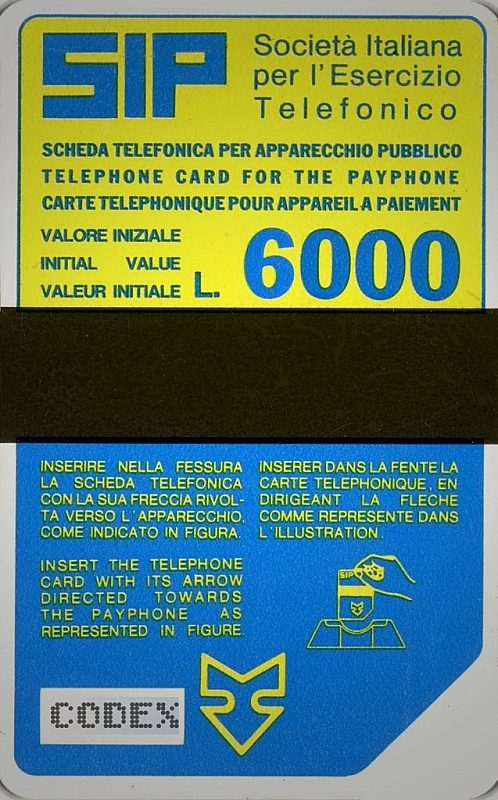 SIP
Società Italiana
per l'Esercizio
Telefonico
SCHEDA TELEFONICA PER APPARECCHIO PUBBLICO
TELEPHONE CARD FOR THE PAYPHONE
CARTE TELEPHONIQUE POUR APPAREIL A PAIEMENT
VALORE INIZIALE
INITIAL VALUE
VALEUR INITIALE L. 6000
INSERIRE NELLA FESSURA
LA SCHEDA TELEFONICA
CON LA SUA FRECCIA RIVOL-
TA VERSO L'APPARECCHIO,
COME INDICATO IN FIGURA.
INSERT THE TELEPHONE
CARD WITH ITS ARROW
DIRECTED TOWARDS
THE PAYPHONE AS
REPRESENTED IN FIGURE.
INSERER DANS LA FENTE LA
CARTE TELEPHONIQUE, EN
DIRIGEANT LA FLECHE
COMME REPRESENTE DANS
L'ILLUSTRATION.
SIP
CODEX